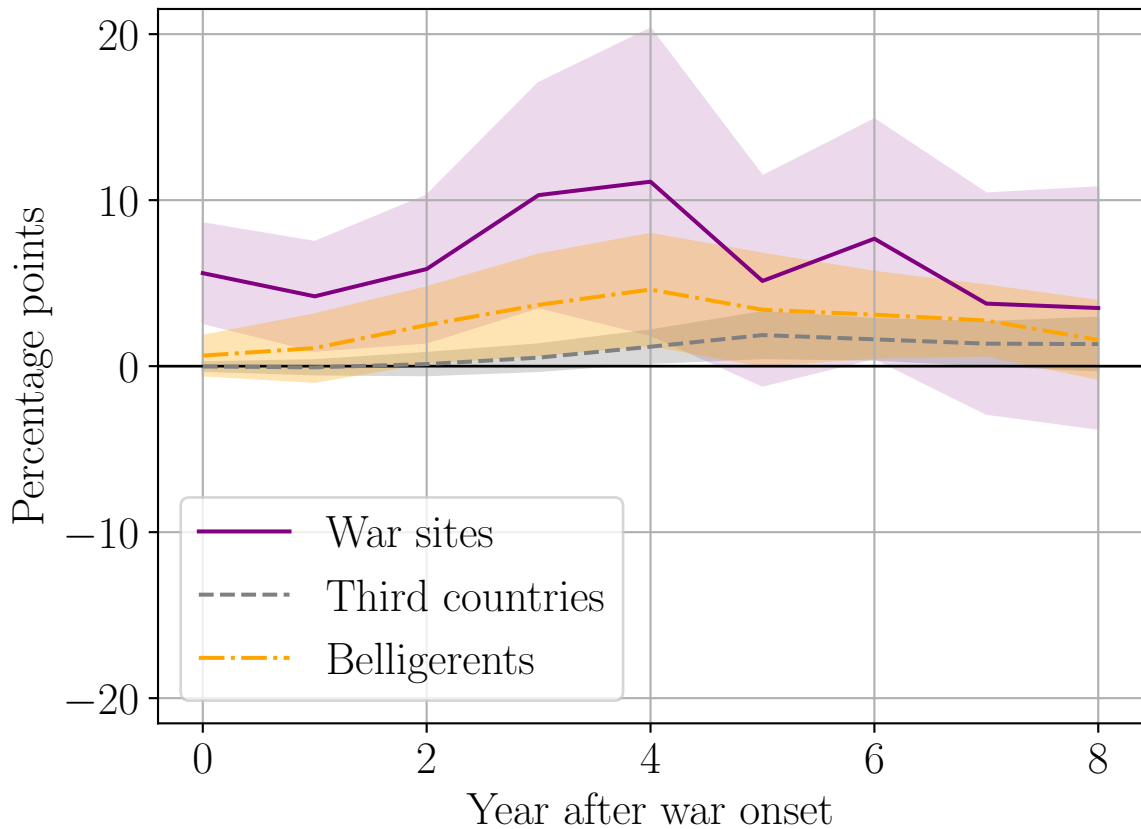 20
10
0
−10
−20
Percentage points
War sites
Third countries
Belligerents
0 2 4 6 8
Year after war onset